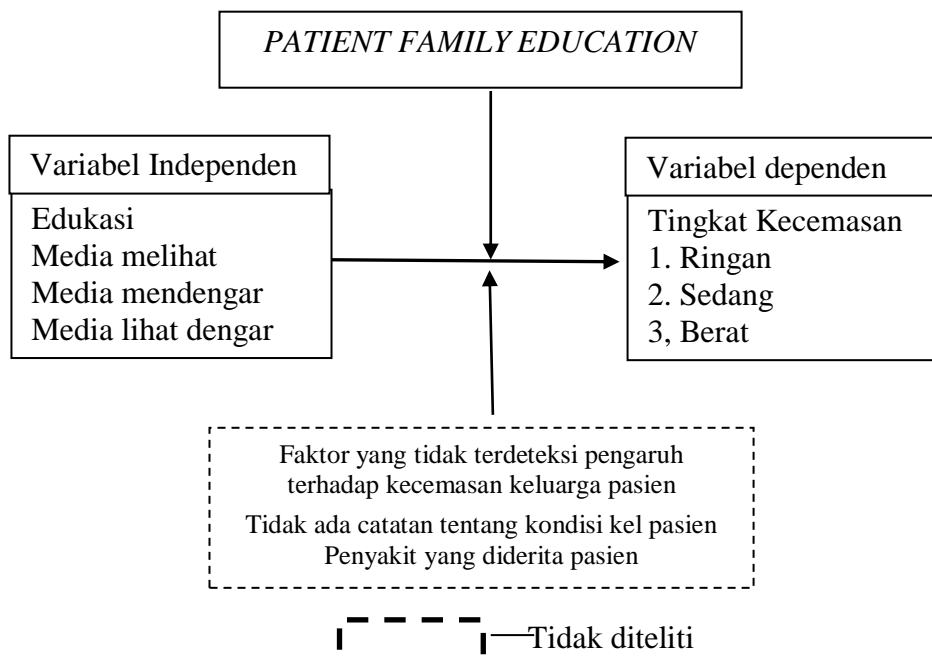 PATIENT FAMILY EDUCATION
Variabel Independen
Edukasi
Media melihat
Media mendengar
Media lihat dengar
Variabel dependen
Tingkat Kecemasan
1. Ringan
2. Sedang
3, Berat
Faktor yang tidak terdeteksi pengaruh
terhadap kecemasan keluarga pasien
Tidak ada catatan tentang kondisi kel pasien
Penyakit yang diderita pasien
Tidak diteliti